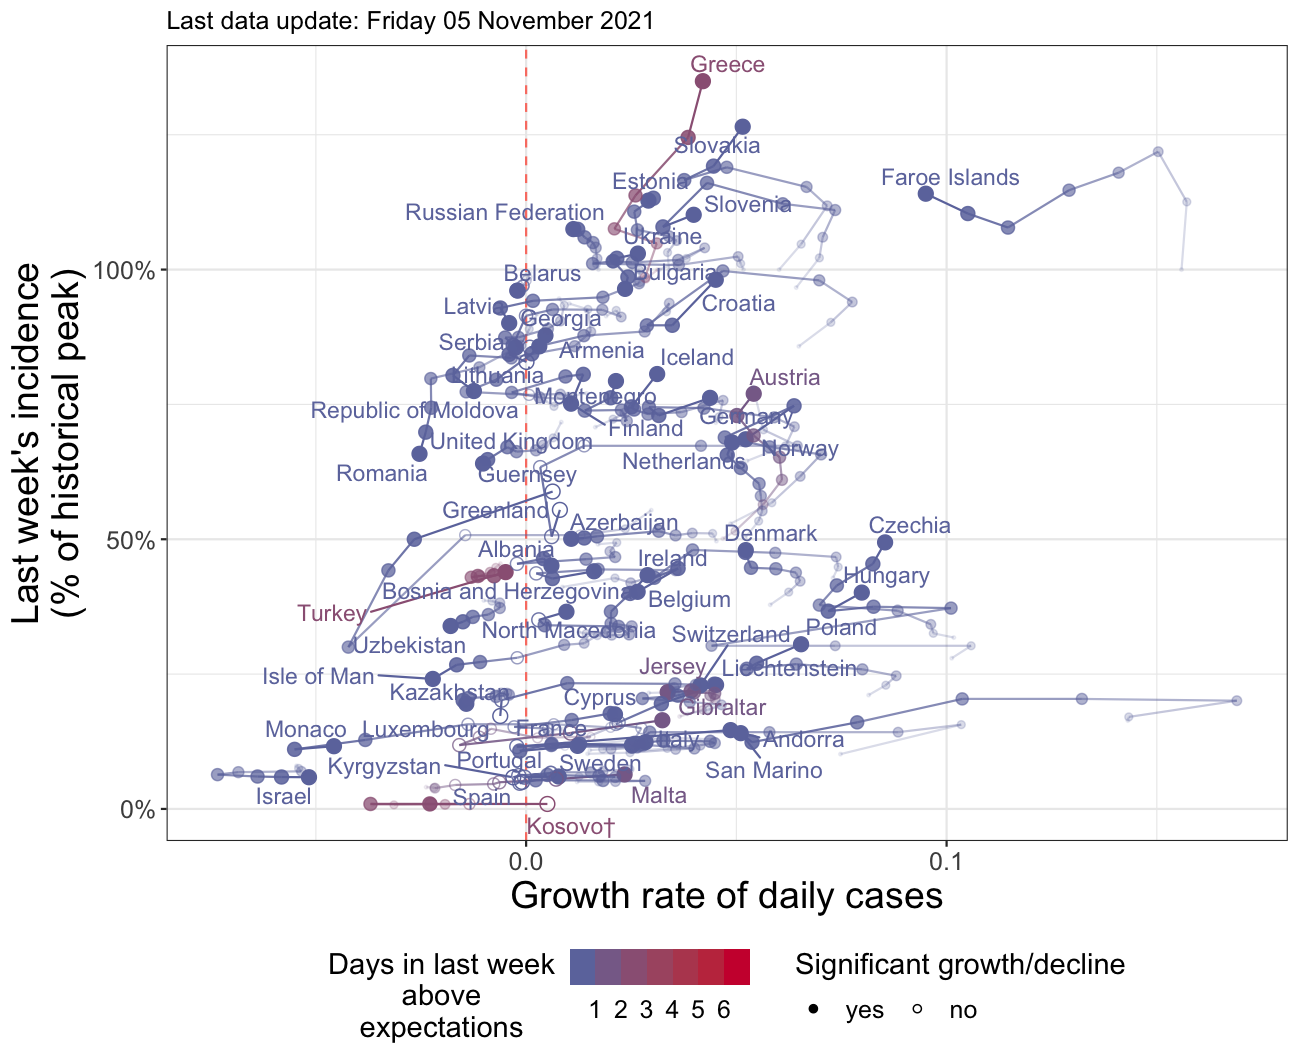 Last data update: Friday 05 November 2021
Greece
Slovakia
Estonia
Faroe Islands
Slovenia
Russian Federation
Ukraine
Belarus
Bulgaria
Latvia
Croatia
Georgia
Serbia
Armenia
Iceland
Lithuania
Austria
Montenegro
Republic of Moldova
Germany
Finland
United Kingdom
Norway
Netherlands
Romania
Guernsey
Greenland
Azerbaijan
Czechia
Denmark
Albania
Ireland
Hungary
Bosnia and Herzegovina
Belgium
Turkey
North Macedonia
Poland
Switzerland
Uzbekistan
Jersey
Liechtenstein
Isle of Man
Kazakhstan
Cyprus
Gibraltar
Monaco
Luxembourg
France
Italy
Andorra
Kyrgyzstan
Portugal
Sweden
San Marino
Israel
Spain
Malta
Kosovo†
100%
50%
0%
Last week's incidence
(% of historical peak)
0.0
0.1
Growth rate of daily cases
Days in last week
above
expectations
1 2 3 4 5 6
Significant growth/decline
yes
no